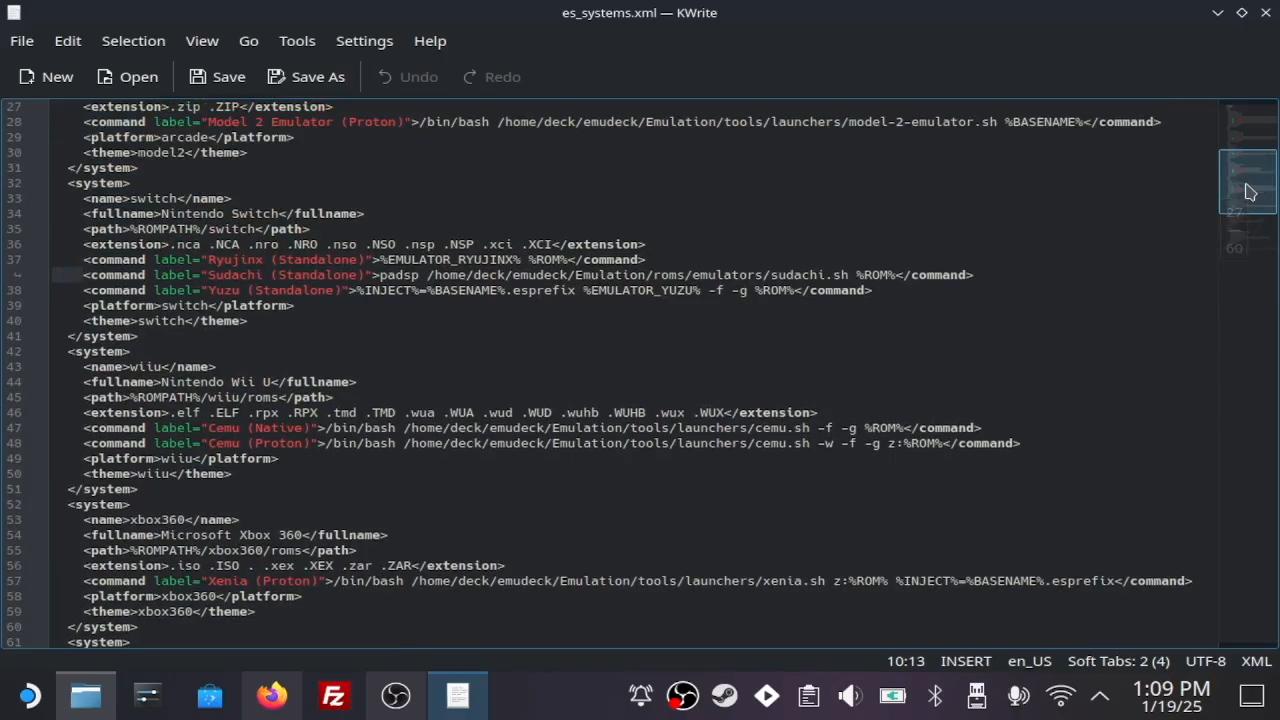 es_systems.xml — KWrite
File Edit Selection View Go Tools Settings Help
New Open Save Save As Undo Redo
27 <extension>.zip .ZIP</extension>
28 <command label="Model 2 Emulator (Proton)">/bin/bash /home/deck/emudeck/Emulation/tools/launchers/model-2-emulator.sh %BASENAME%</command>
29 <platform>arcade</platform>
30 <theme>model2</theme>
31 </system>
32 <system>
33 <name>switch</name>
34 <fullname>Nintendo Switch</fullname>
35 <path>%ROMPATH%/switch</path>
36 <extension>.nca .NCA .nro .NRO .nso .NSO .nsp .NSP .xci .XCI</extension>
37 <command label="Ryujinx (Standalone)">%EMULATOR_RYUJINX% %ROM%</command>
<command label="Sudachi (Standalone)">padsp /home/deck/emudeck/Emulation/roms/emulators/sudachi.sh %ROM%</command>
38 <command label="Yuzu (Standalone)">%INJECT%=%BASENAME%.esprefix %EMULATOR_YUZU% -f -g %ROM%</command>
39 <platform>switch</platform>
40 <theme>switch</theme>
41 </system>
42 <system>
43 <name>wiiu</name>
44 <fullname>Nintendo Wii U</fullname>
45 <path>%ROMPATH%/wiiu/roms</path>
46 <extension>.elf .ELF .rpx .RPX .tmd .TMD .wua .WUA .wud .WUD .wuhb .WUHB .wux .WUX</extension>
47 <command label="Cemu (Native)">/bin/bash /home/deck/emudeck/Emulation/tools/launchers/cemu.sh -f -g %ROM%</command>
48 <command label="Cemu (Proton)">/bin/bash /home/deck/emudeck/Emulation/tools/launchers/cemu.sh -w -f -g z:%ROM%</command>
49 <platform>wiiu</platform>
50 <theme>wiiu</theme>
51 </system>
52 <system>
53 <name>xbox360</name>
54 <fullname>Microsoft Xbox 360</fullname>
55 <path>%ROMPATH%/xbox360/roms</path>
56 <extension>.iso .ISO . .xex .XEX .zar .ZAR</extension>
57 <command label="Xenia (Proton)">/bin/bash /home/deck/emudeck/Emulation/tools/launchers/xenia.sh z:%ROM% %INJECT%=%BASENAME%.esprefix</command>
58 <platform>xbox360</platform>
59 <theme>xbox360</theme>
60 </system>
61 <system>
27
60
10:13 INSERT en_US Soft Tabs: 2 (4) UTF-8 XML
Fz
1:09 PM
1/19/25